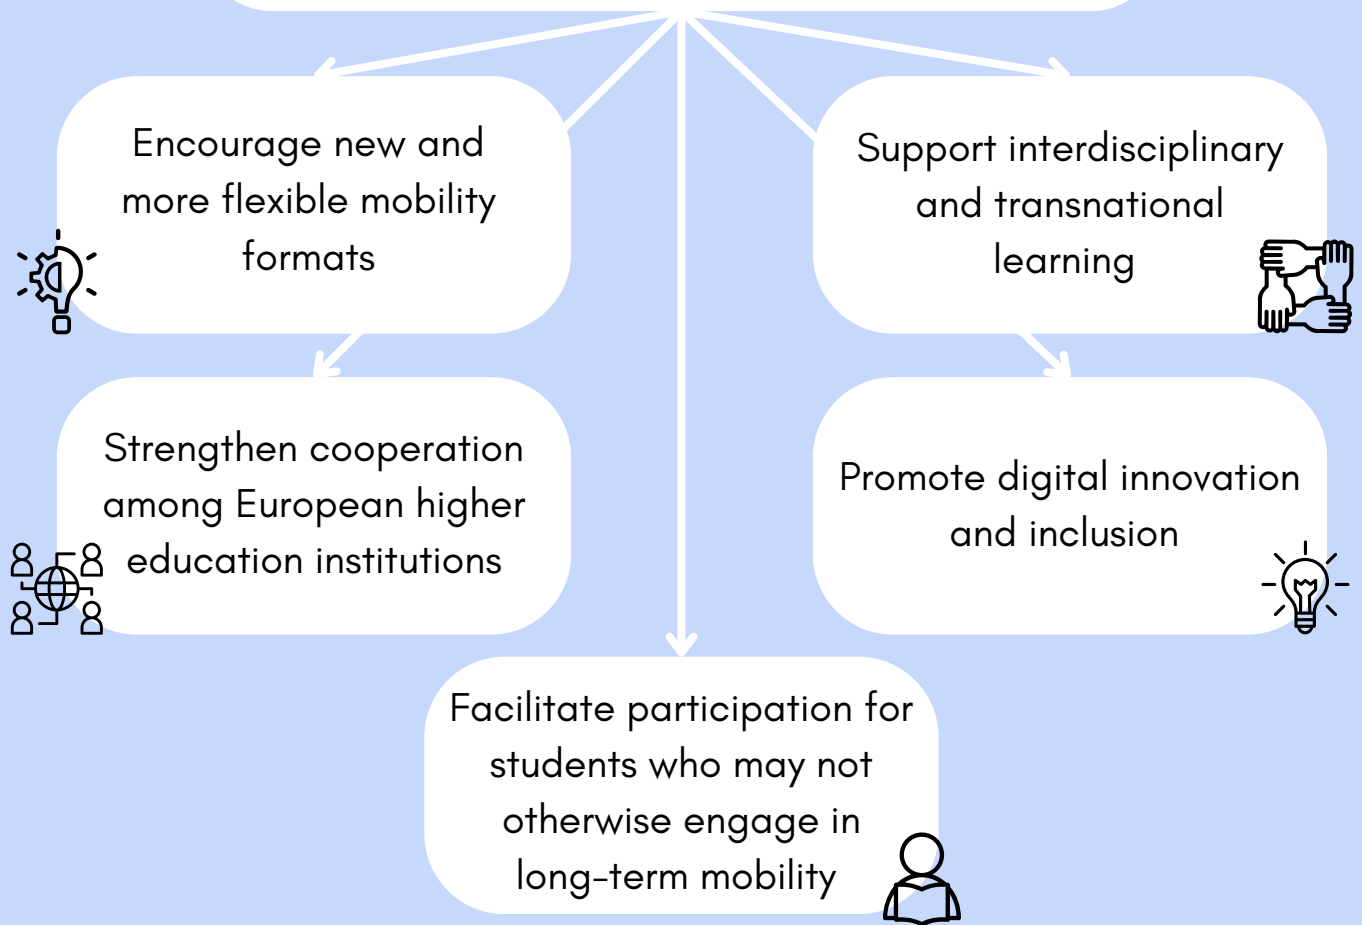 Encourage new and
more flexible mobility
formats
Support interdisciplinary
and transnational
learning
Strengthen cooperation
among European higher
education institutions
Promote digital innovation
and inclusion
Facilitate participation for
students who may not
otherwise engage in
long-term mobility